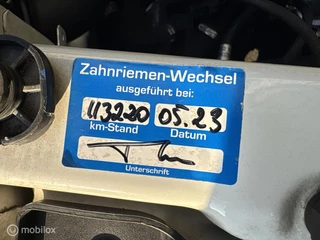 Zahnriemen-Wechsel
ausgeführt bei:
113220 05.23
km-Stand Datum
Unterschrift
mobilox